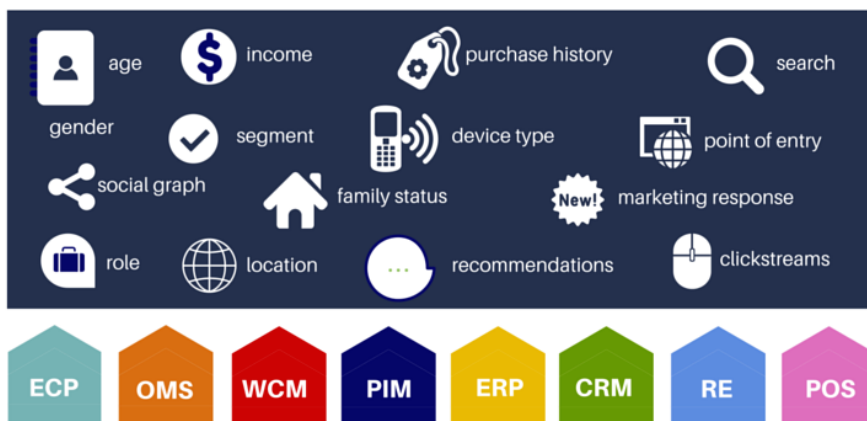 age
income
purchase history
search
gender
segment
device type
point of entry
social graph
family status
New!
marketing response
role
location
recommendations
clickstreams
ECP
OMS
WCM
PIM
ERP
CRM
RE
POS